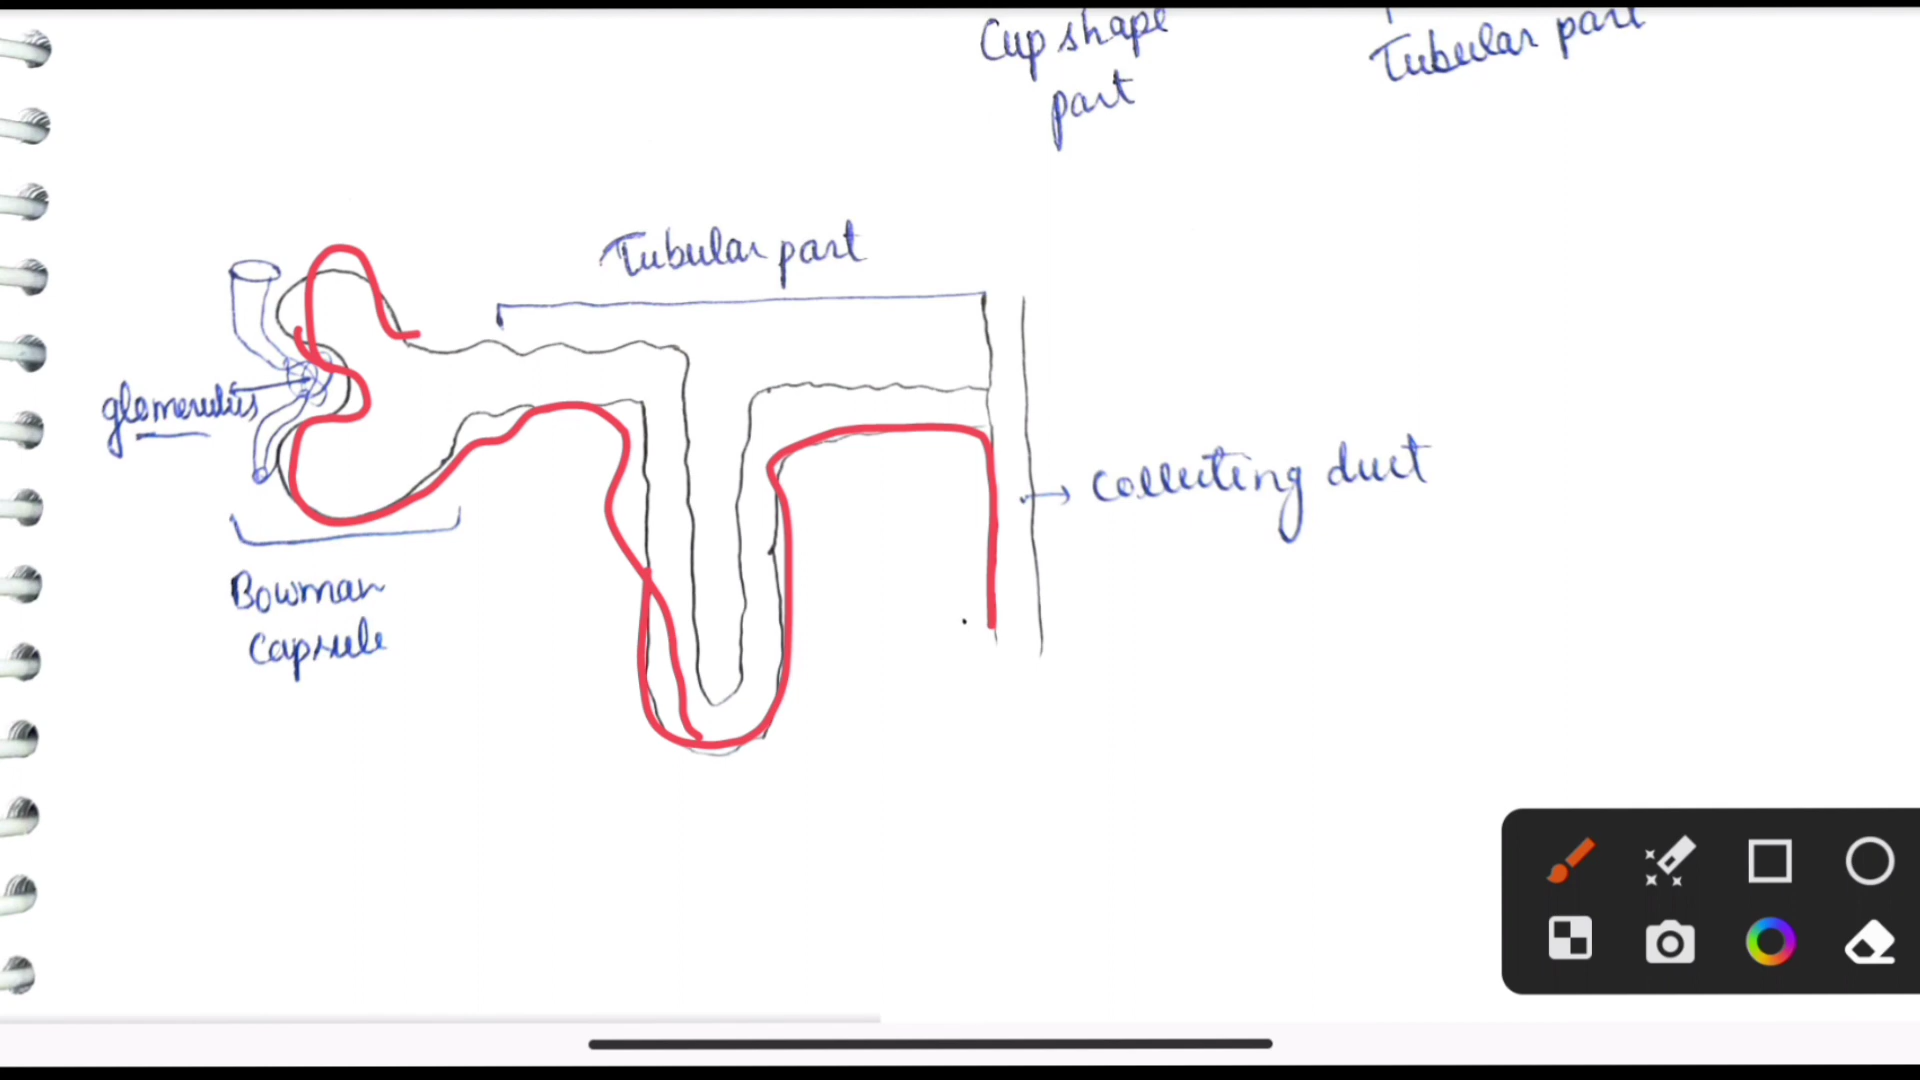 Cup shape
part
Tubular part
Tubular part
glomerulus
Collecting duct
Bowman
Capsule